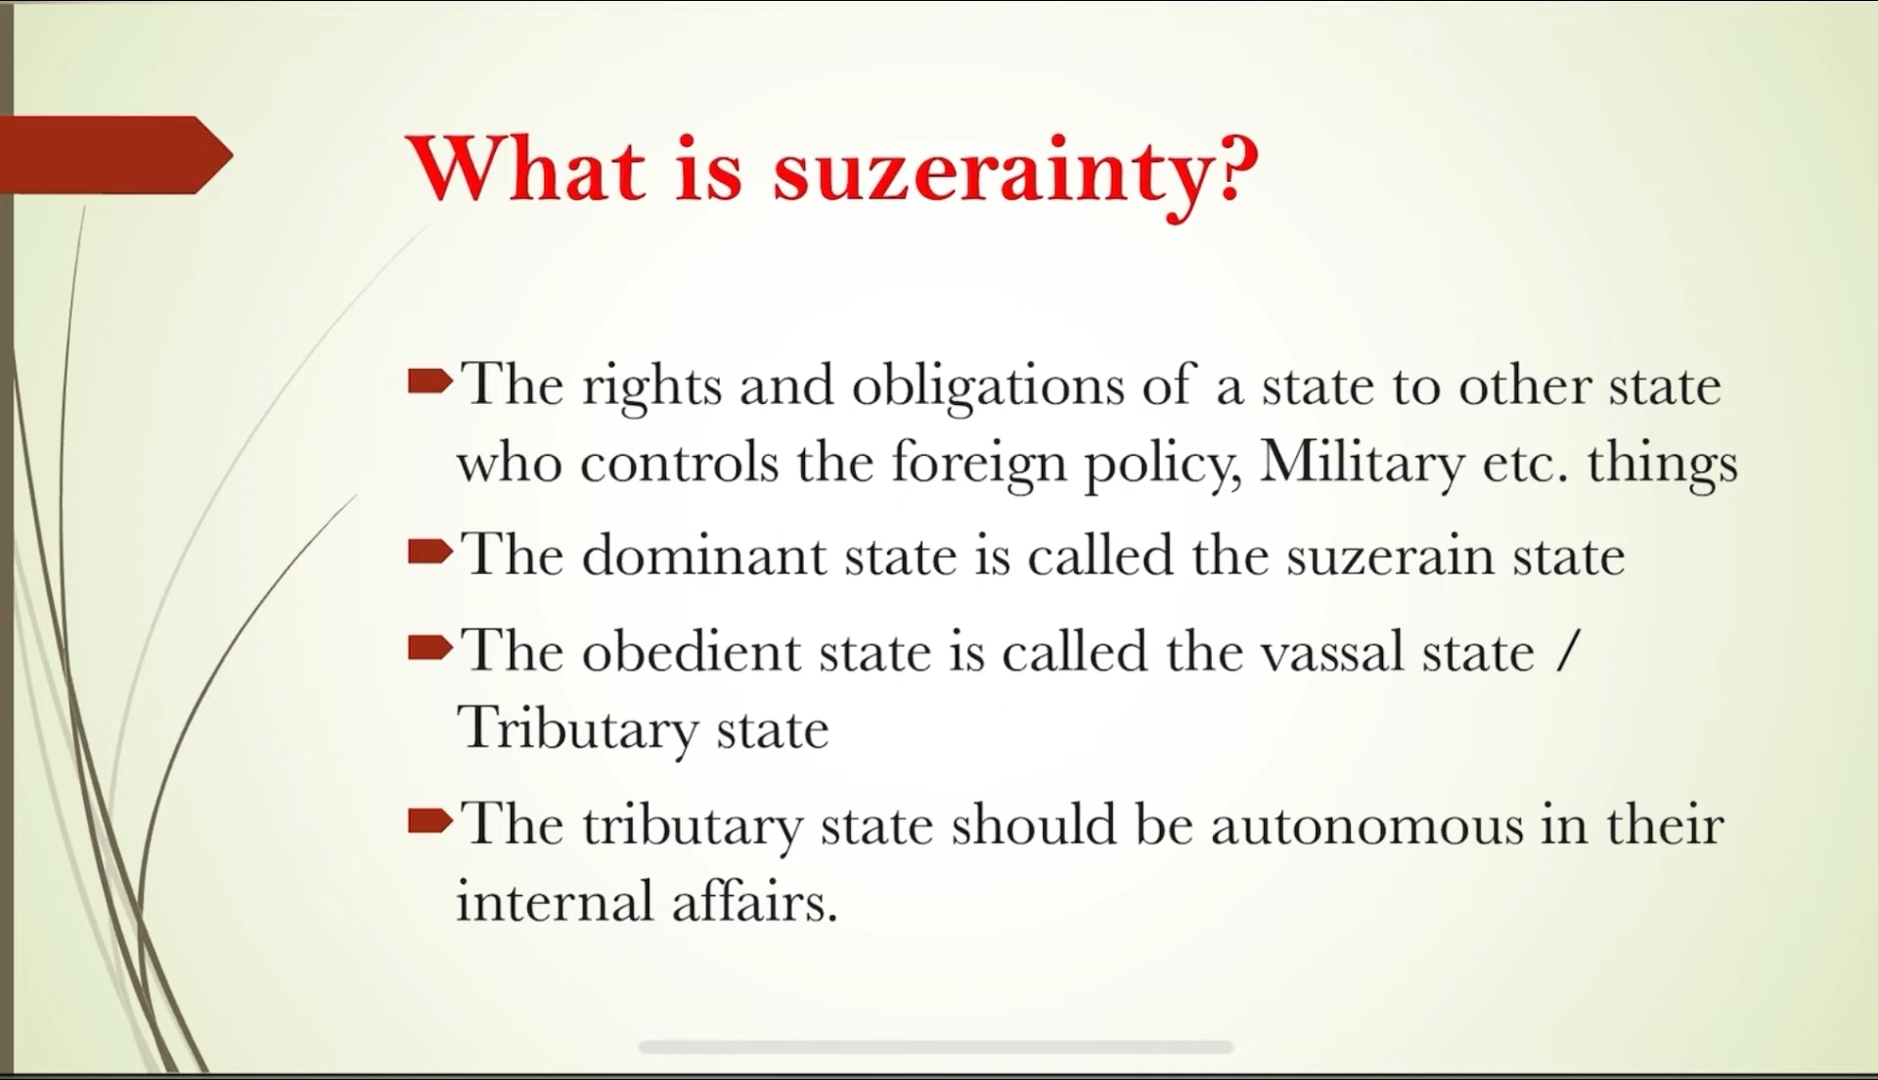 What is suzerainty?
The rights and obligations of a state to other state
who controls the foreign policy, Military etc. things
The dominant state is called the suzerain state
The obedient state is called the vassal state /
Tributary state
The tributary state should be autonomous in their
internal affairs.